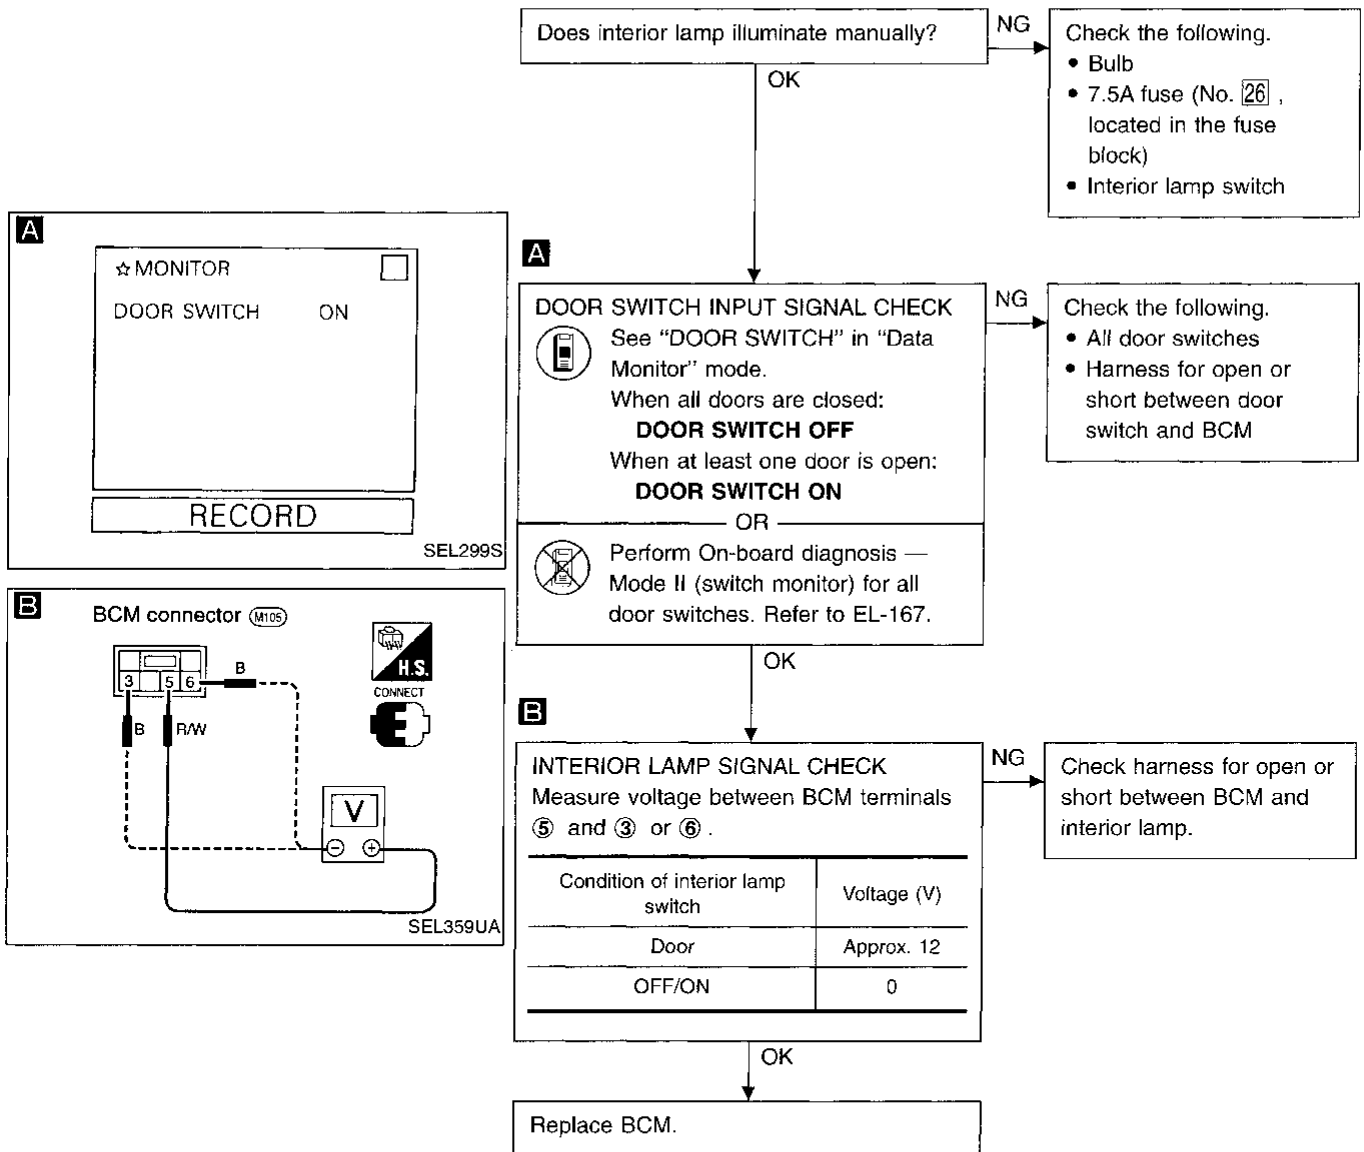 Does interior lamp illuminate manually?
NG
Check the following.
• Bulb
• 7.5A fuse (No. 26 ,
located in the fuse
block)
• Interior lamp switch
OK
A
☆ MONITOR
DOOR SWITCH ON
RECORD
SEL299S
A
DOOR SWITCH INPUT SIGNAL CHECK
See "DOOR SWITCH" in "Data
Monitor" mode.
When all doors are closed:
DOOR SWITCH OFF
When at least one door is open:
DOOR SWITCH ON
OR
Perform On-board diagnosis —
Mode II (switch monitor) for all
door switches. Refer to EL-167.
NG
Check the following.
• All door switches
• Harness for open or
short between door
switch and BCM
OK
B
BCM connector M105
H.S.
CONNECT
3 5 6
B
B R/W
V
⊖ ⊕
SEL359UA
B
INTERIOR LAMP SIGNAL CHECK
Measure voltage between BCM terminals
⑤ and ③ or ⑥ .
Condition of interior lamp
switch
Voltage (V)
Door Approx. 12
OFF/ON 0
NG
Check harness for open or
short between BCM and
interior lamp.
OK
Replace BCM.